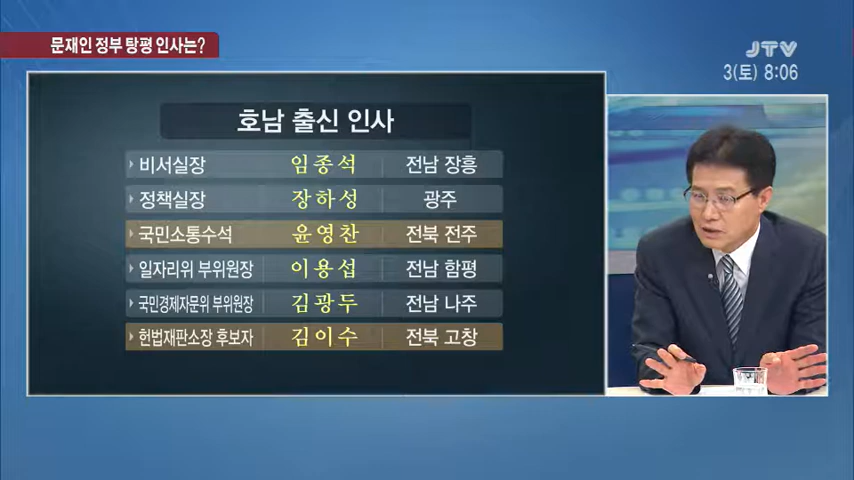 문재인 정부 탕평 인사는?
JTV
3(토) 8:06
호남 출신 인사
비서실장 임종석 전남 장흥
정책실장 장하성 광주
국민소통수석 윤영찬 전북 전주
일자리위 부위원장 이용섭 전남 함평
국민경제자문위 부위원장 김광두 전남 나주
헌법재판소장 후보자 김이수 전북 고창